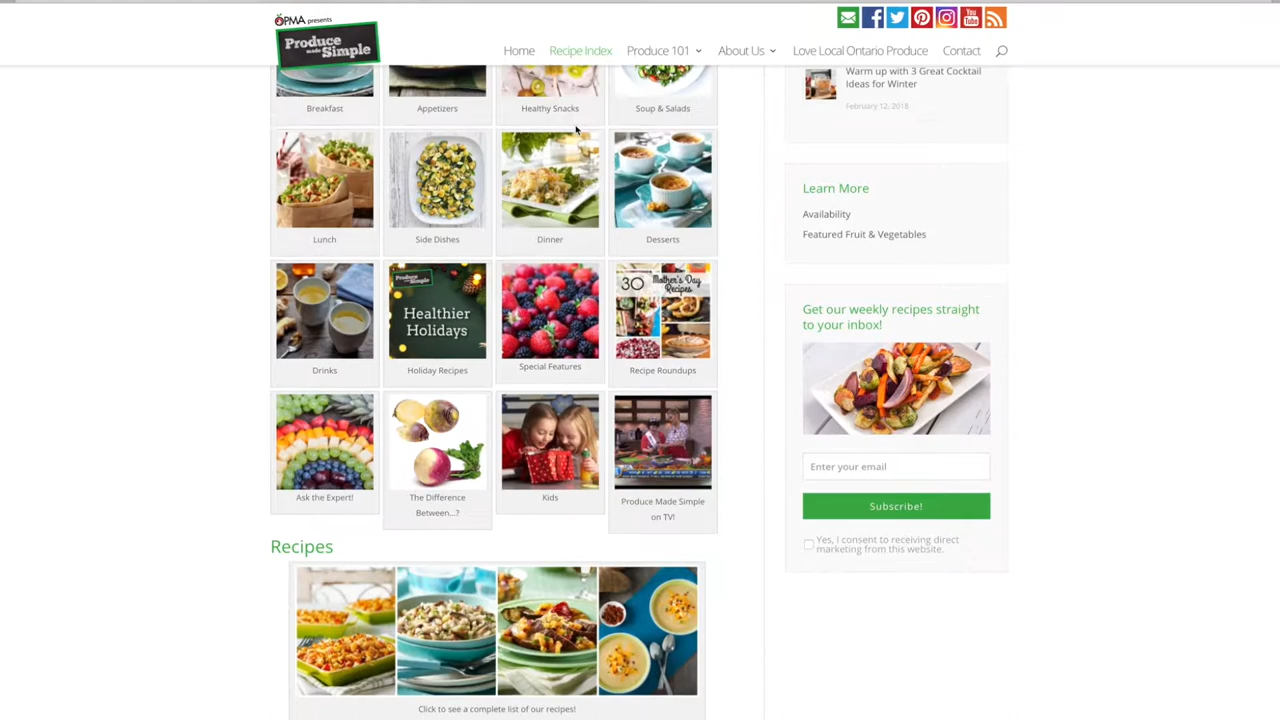 OPMA presents
Produce
made Simple
You
Tube
Home
Recipe Index
Produce 101
About Us
Love Local Ontario Produce
Contact
Breakfast
Appetizers
Healthy Snacks
Soup & Salads
Warm up with 3 Great Cocktail
Ideas for Winter
February 12, 2018
Lunch
Side Dishes
Dinner
Desserts
Learn More
Availability
Featured Fruit & Vegetables
Produce
made Simple
Healthier
Holidays
30 Mother's Day
Recipes
Drinks
Holiday Recipes
Special Features
Recipe Roundups
Get our weekly recipes straight
to your inbox!
Enter your email
Subscribe!
Yes, I consent to receiving direct
marketing from this website.
Ask the Expert!
The Difference
Between...?
Kids
Produce Made Simple
on TV!
Recipes
Click to see a complete list of our recipes!